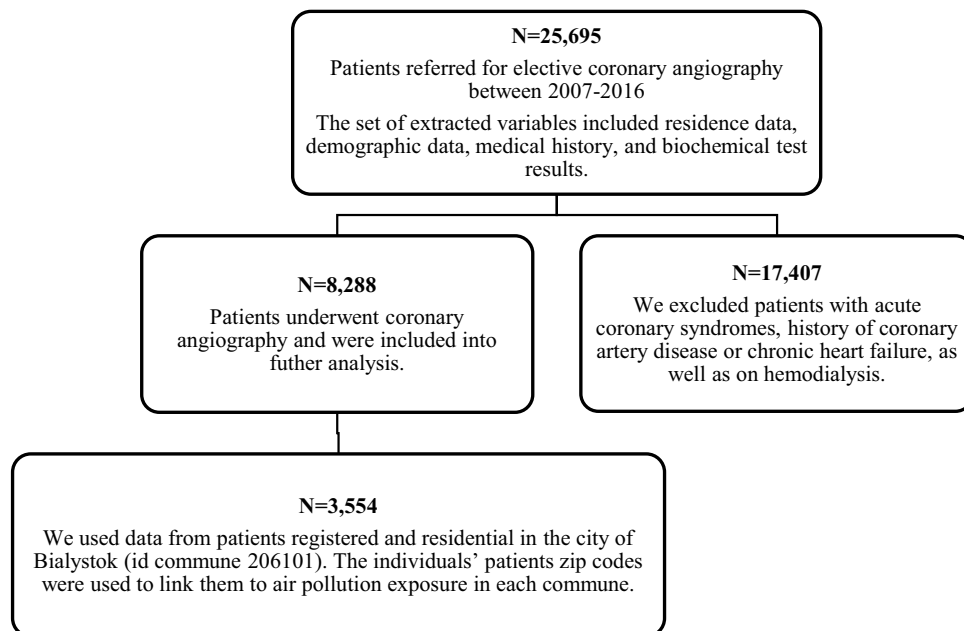 N=25,695
Patients referred for elective coronary angiography
between 2007-2016
The set of extracted variables included residence data,
demographic data, medical history, and biochemical test
results.
N=8,288
Patients underwent coronary
angiography and were included into
futher analysis.
N=17,407
We excluded patients with acute
coronary syndromes, history of coronary
artery disease or chronic heart failure, as
well as on hemodialysis.
N=3,554
We used data from patients registered and residential in the city of
Bialystok (id commune 206101). The individuals’ patients zip codes
were used to link them to air pollution exposure in each commune.